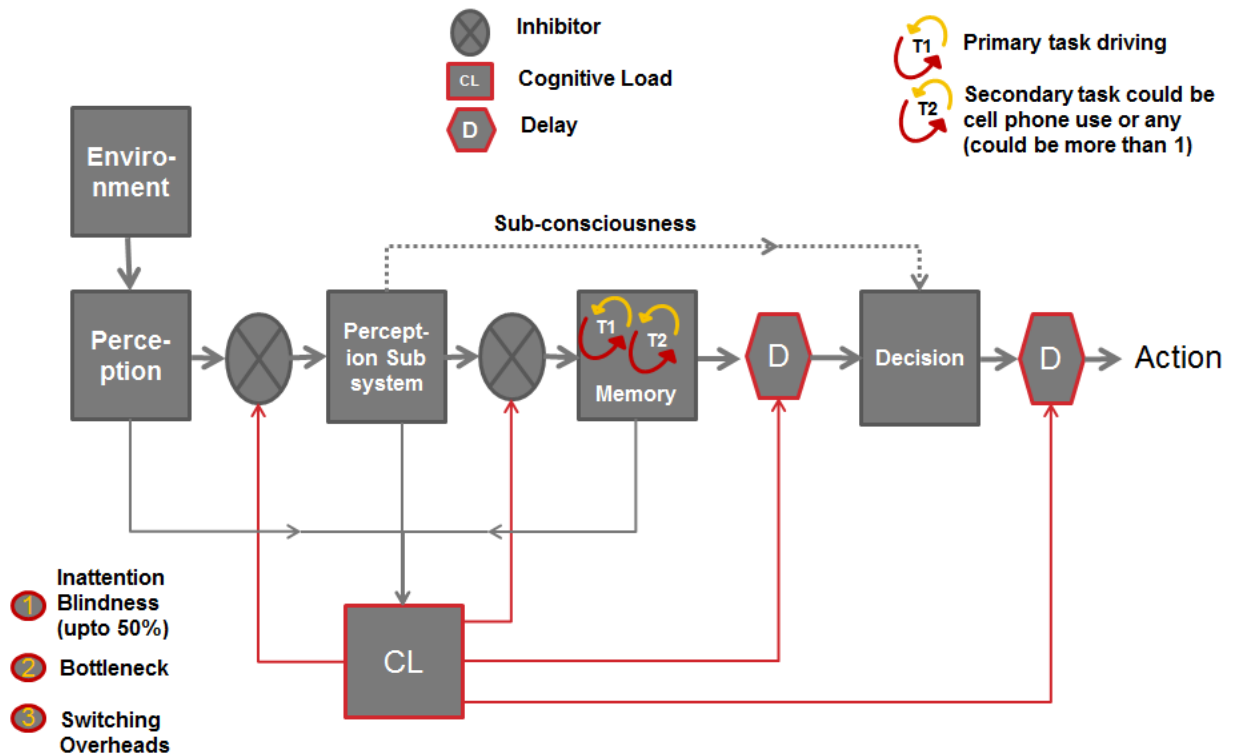 Inhibitor
CL
Cognitive Load
D
Delay
T1
Primary task driving
T2
Secondary task could be
cell phone use or any
(could be more than 1)
Enviro-
nment
Sub-consciousness
Perce-
ption
Percept-
ion Sub
system
T1
T2
Memory
D
Decision
D
Action
CL
1
Inattention
Blindness
(upto 50%)
2
Bottleneck
3
Switching
Overheads